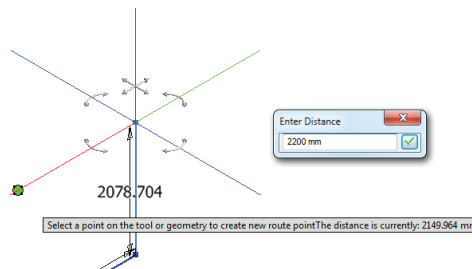 Enter Distance
2200 mm
2078.704
Select a point on the tool or geometry to create new route pointThe distance is currently: 2149.964 mm